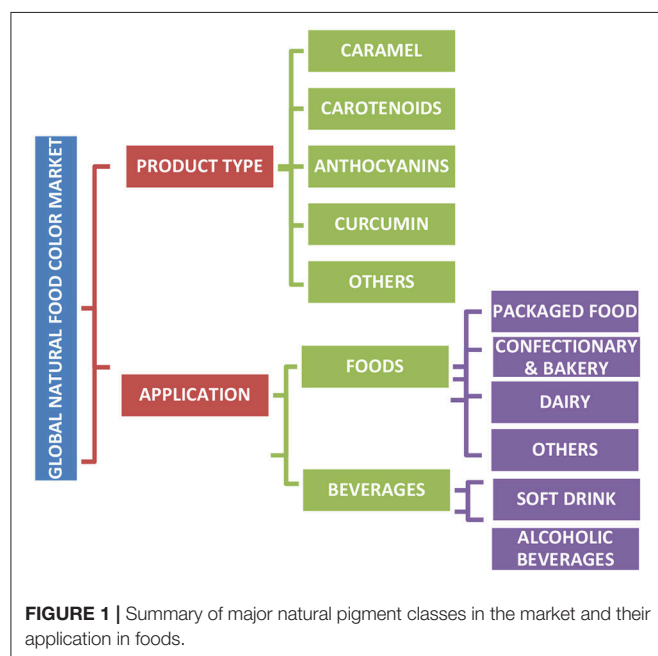 GLOBAL NATURAL FOOD COLOR MARKET
PRODUCT TYPE
CARAMEL
CAROTENOIDS
ANTHOCYANINS
CURCUMIN
OTHERS
APPLICATION
FOODS
PACKAGED FOOD
CONFECTIONARY
& BAKERY
DAIRY
OTHERS
BEVERAGES
SOFT DRINK
ALCOHOLIC
BEVERAGES
FIGURE 1 | Summary of major natural pigment classes in the market and their
application in foods.